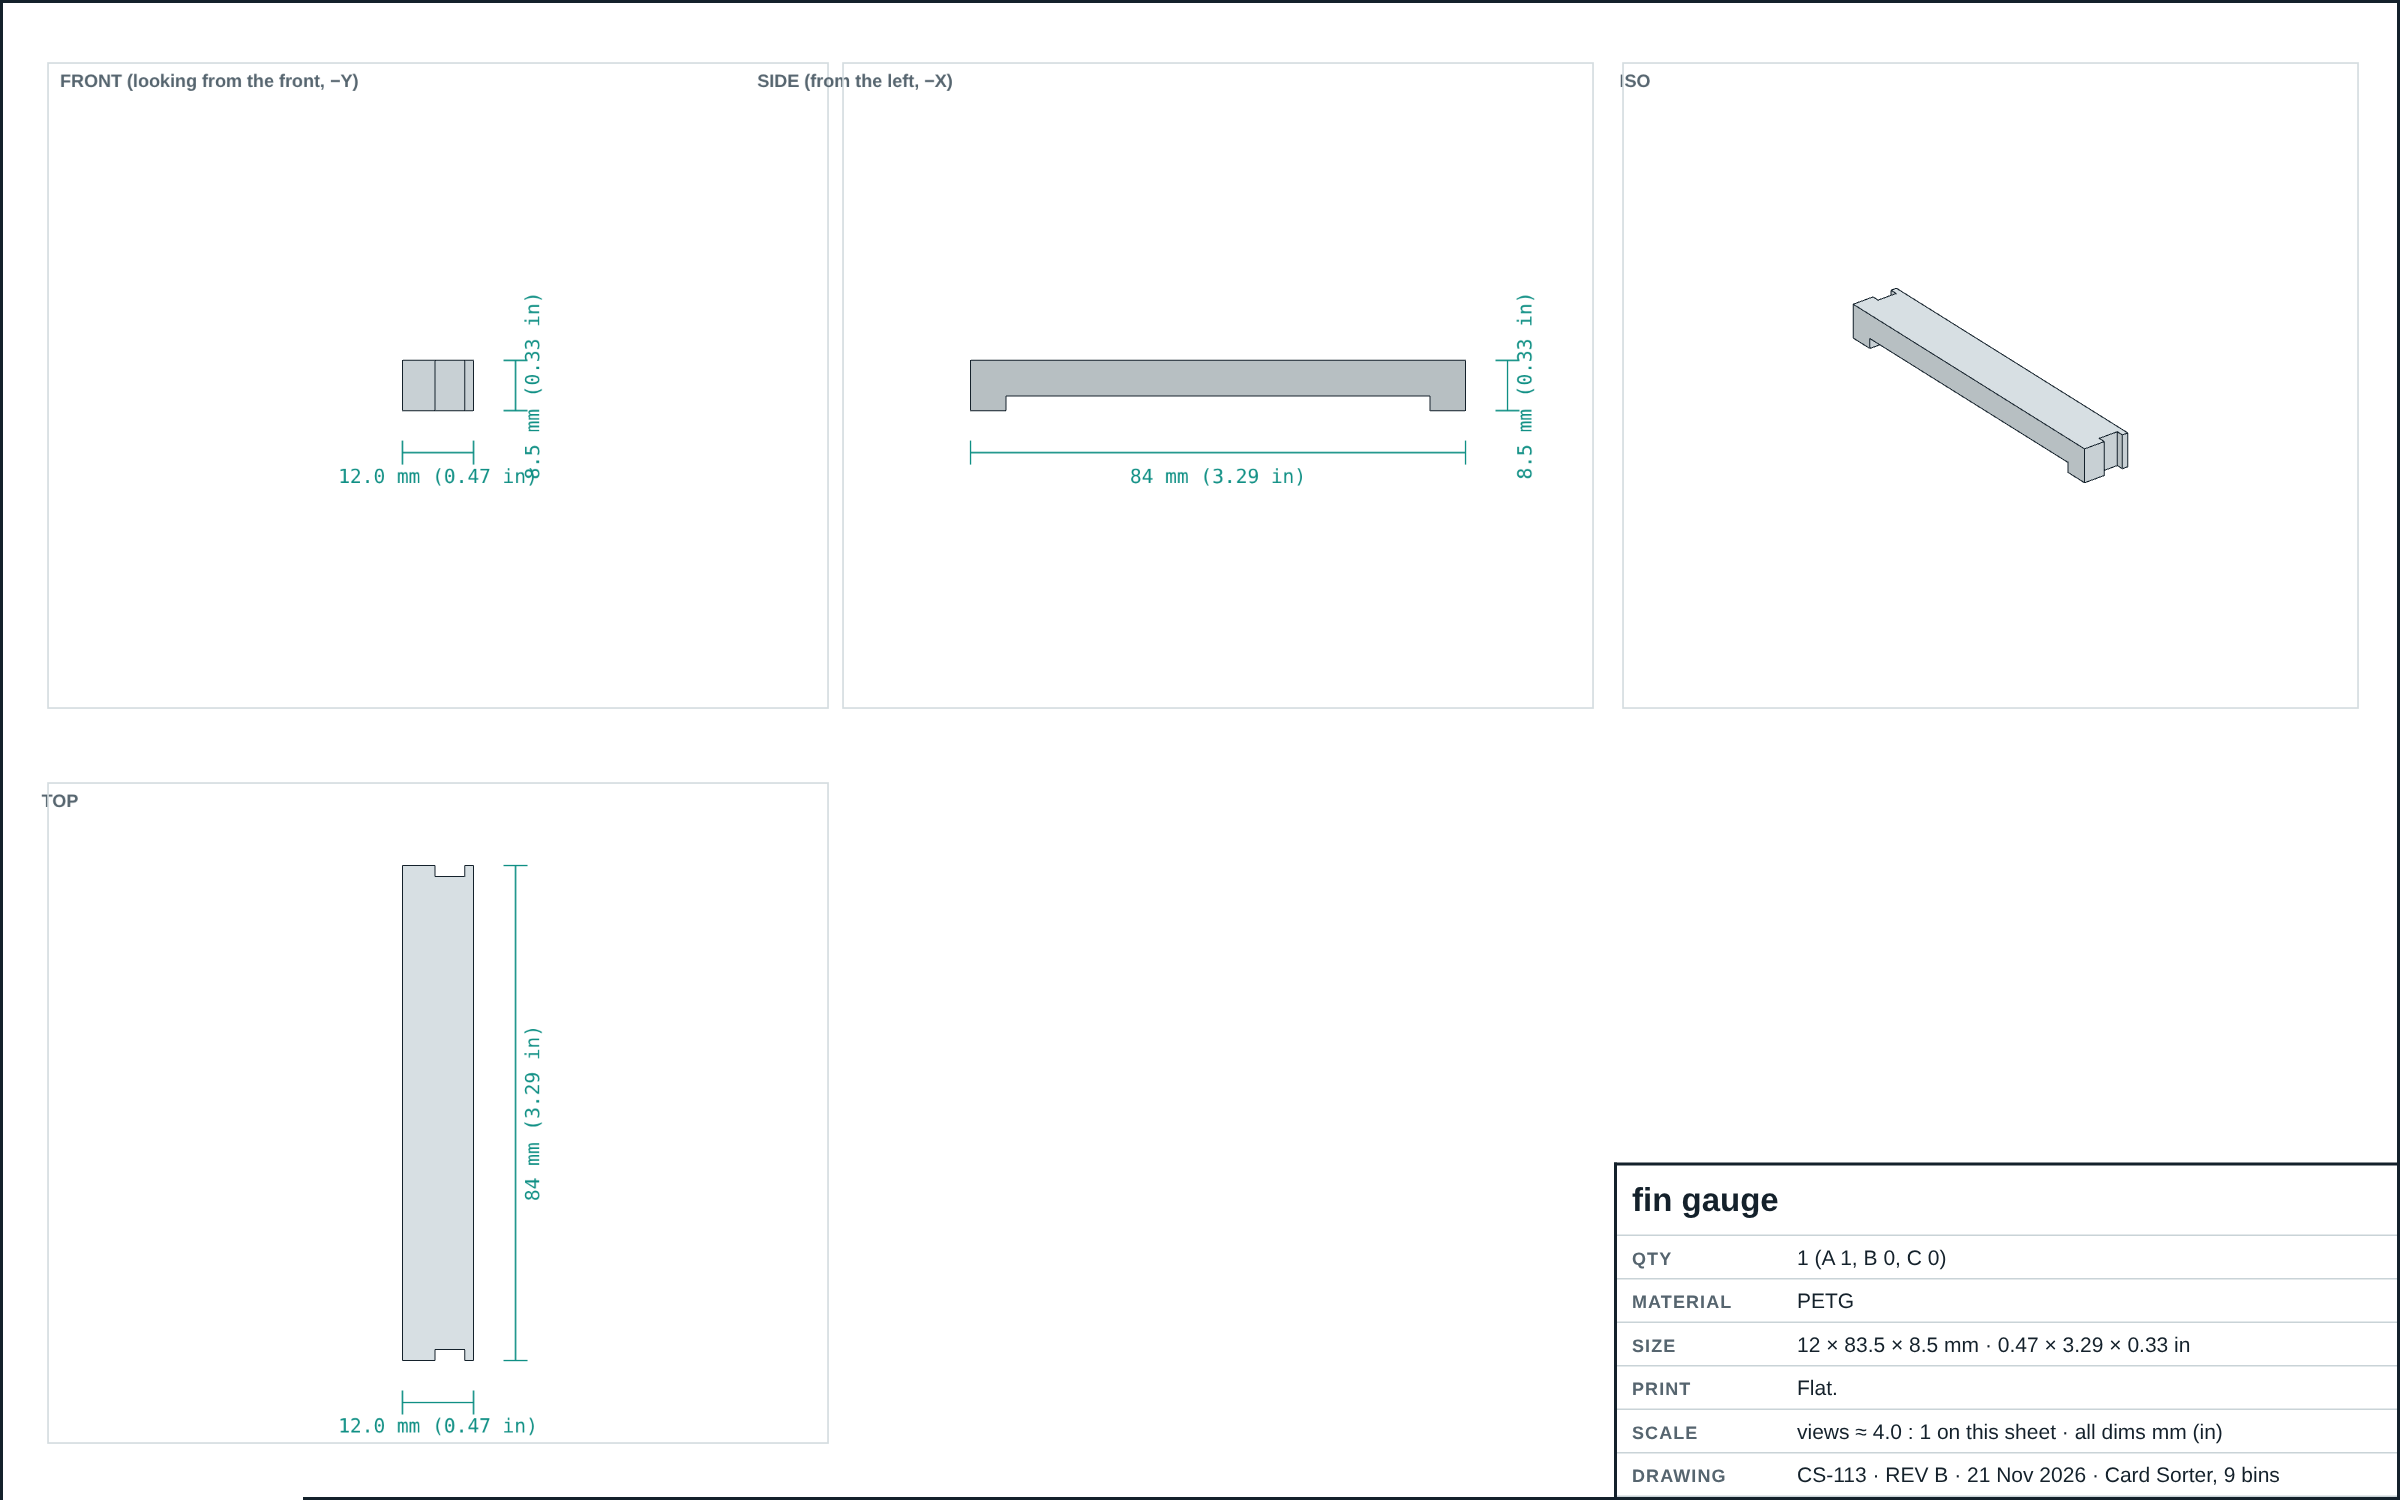 FRONT (looking from the front, −Y)
SIDE (from the left, −X)
ISO
8.5 mm (0.33 in)
12.0 mm (0.47 in)
8.5 mm (0.33 in)
84 mm (3.29 in)
TOP
84 mm (3.29 in)
12.0 mm (0.47 in)
fin gauge
QTY 1 (A 1, B 0, C 0)
MATERIAL PETG
SIZE 12 × 83.5 × 8.5 mm · 0.47 × 3.29 × 0.33 in
PRINT Flat.
SCALE views ≈ 4.0 : 1 on this sheet · all dims mm (in)
DRAWING CS-113 · REV B · 21 Nov 2026 · Card Sorter, 9 bins